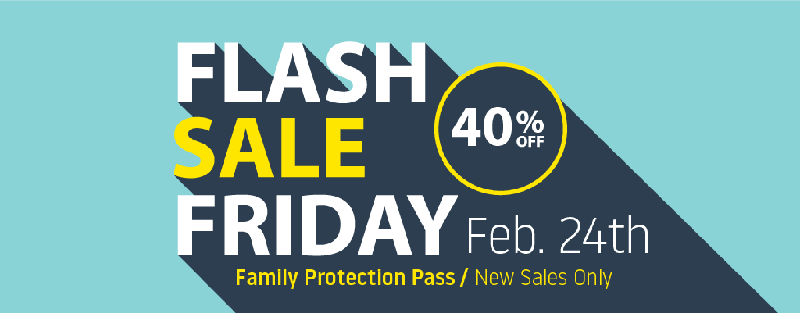 FLASH
SALE
40% OFF
FRIDAY Feb. 24th
Family Protection Pass / New Sales Only